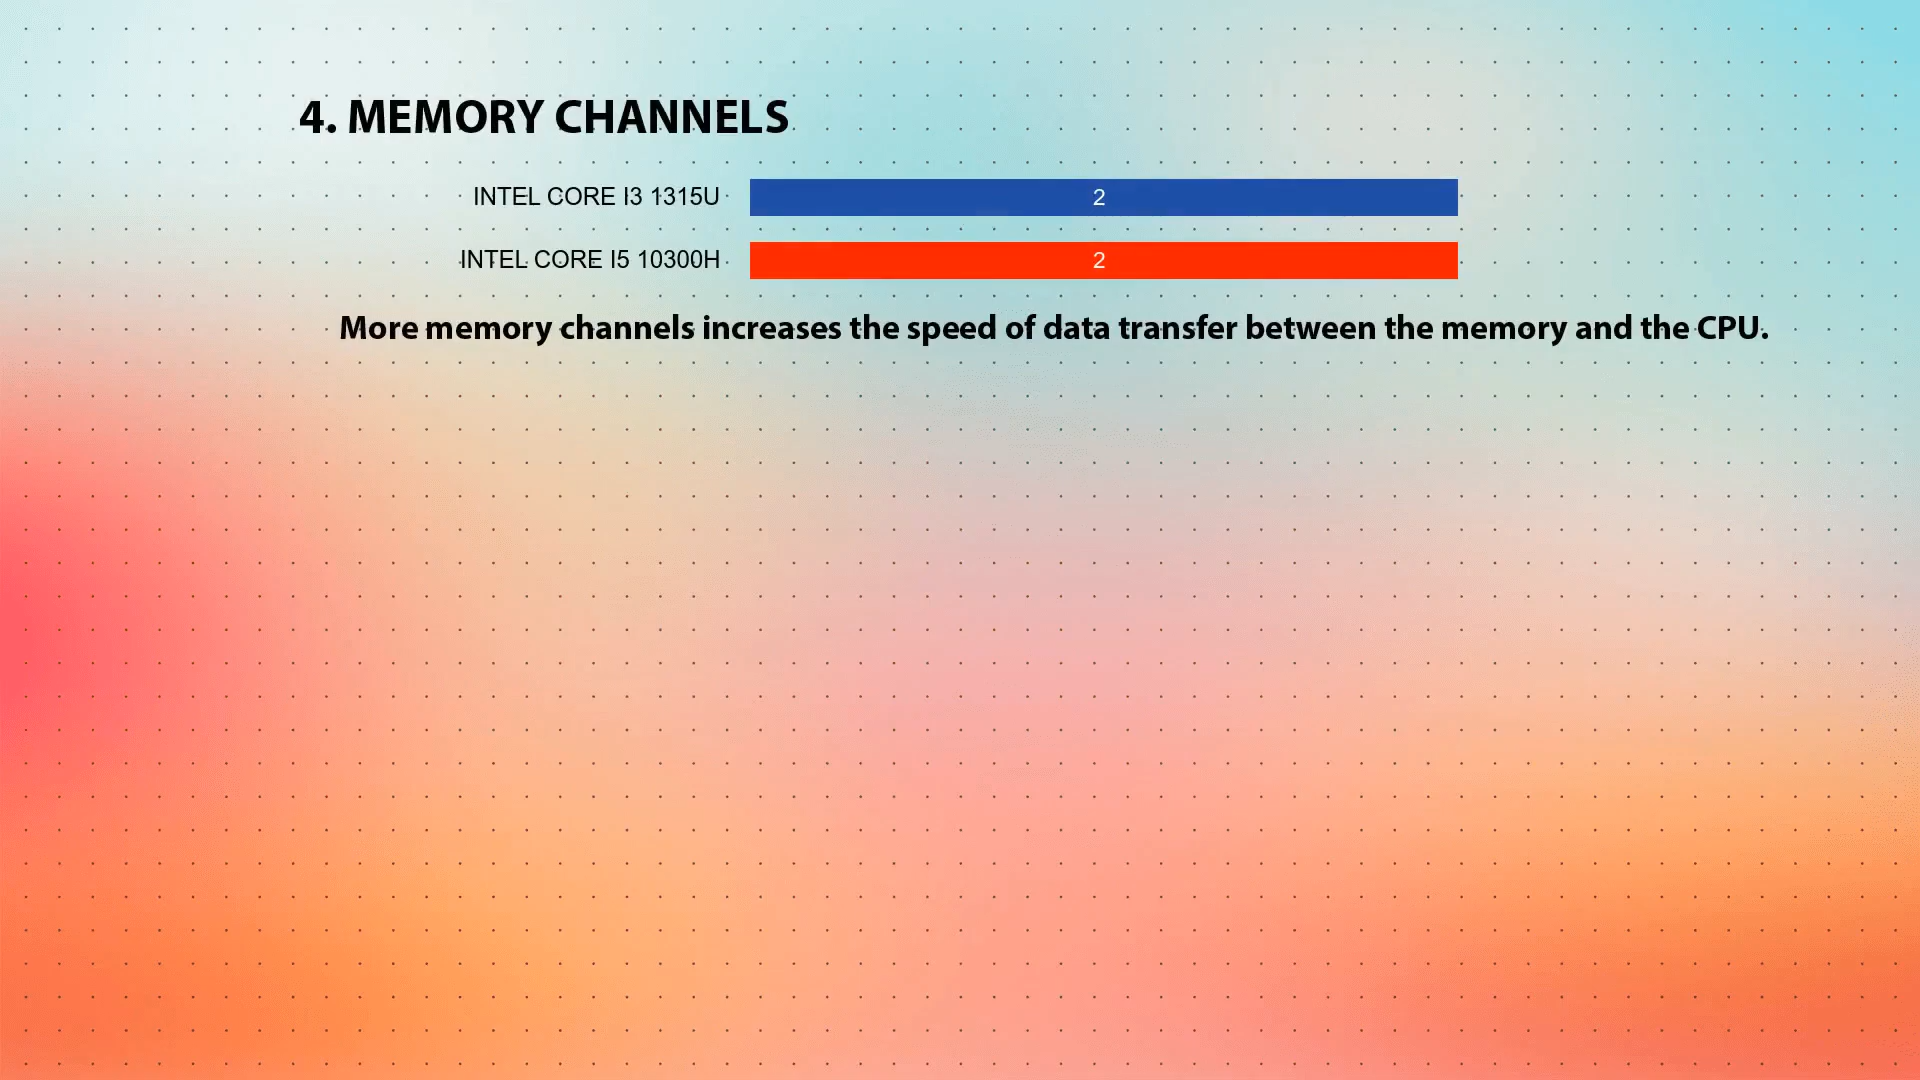 4. MEMORY CHANNELS
INTEL CORE I3 1315U 2
INTEL CORE I5 10300H 2
More memory channels increases the speed of data transfer between the memory and the CPU.